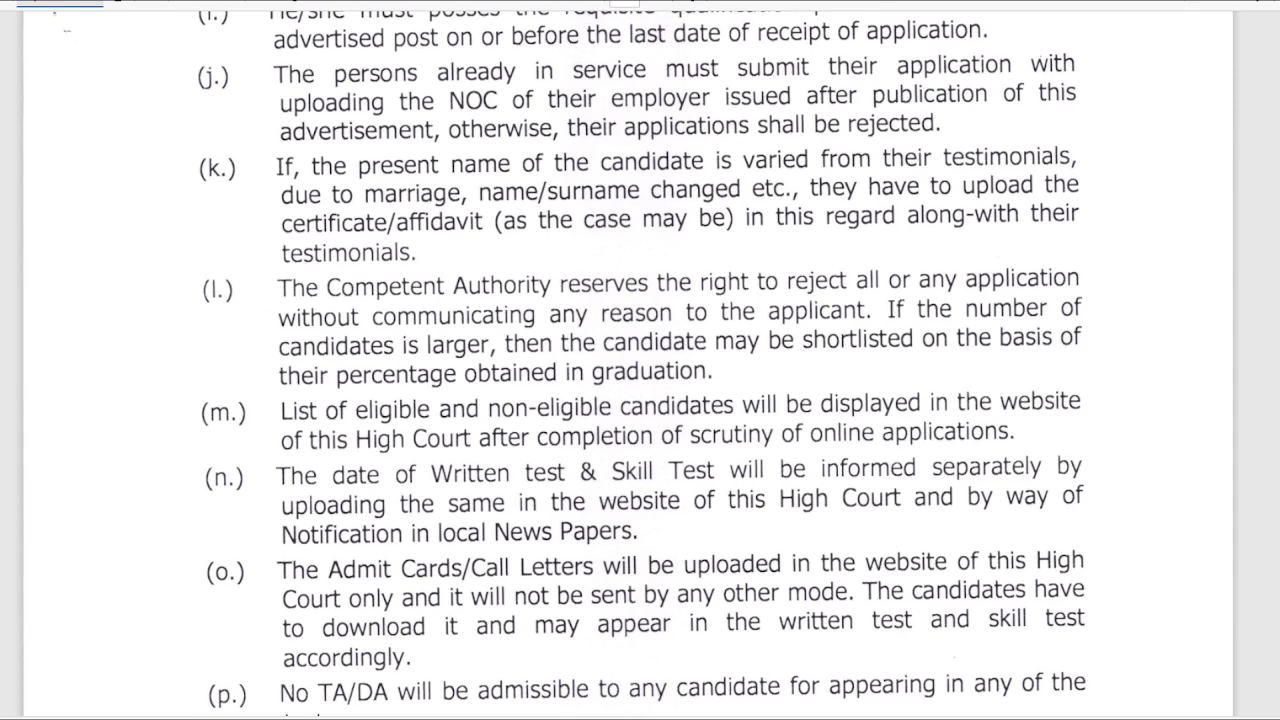 (i.) He/she must posses the requisite
advertised post on or before the last date of receipt of application.
(j.) The persons already in service must submit their application with
uploading the NOC of their employer issued after publication of this
advertisement, otherwise, their applications shall be rejected.
(k.) If, the present name of the candidate is varied from their testimonials,
due to marriage, name/surname changed etc., they have to upload the
certificate/affidavit (as the case may be) in this regard along-with their
testimonials.
(l.) The Competent Authority reserves the right to reject all or any application
without communicating any reason to the applicant. If the number of
candidates is larger, then the candidate may be shortlisted on the basis of
their percentage obtained in graduation.
(m.) List of eligible and non-eligible candidates will be displayed in the website
of this High Court after completion of scrutiny of online applications.
(n.) The date of Written test & Skill Test will be informed separately by
uploading the same in the website of this High Court and by way of
Notification in local News Papers.
(o.) The Admit Cards/Call Letters will be uploaded in the website of this High
Court only and it will not be sent by any other mode. The candidates have
to download it and may appear in the written test and skill test
accordingly.
(p.) No TA/DA will be admissible to any candidate for appearing in any of the